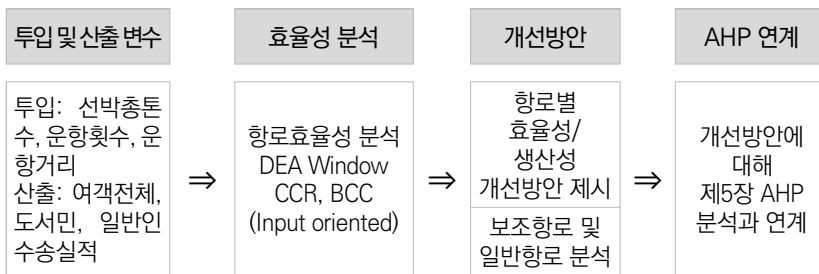 투입 및 산출 변수
효율성 분석
개선방안
AHP 연계
투입: 선박총톤
수, 운항횟수, 운
항거리
산출: 여객전체,
도서민, 일반인
수송실적
⇒
항로효율성 분석
DEA Window
CCR, BCC
(Input oriented)
⇒
항로별
효율성/
생산성
개선방안 제시
보조항로 및
일반항로 분석
⇒
개선방안에
대해
제5장 AHP
분석과 연계